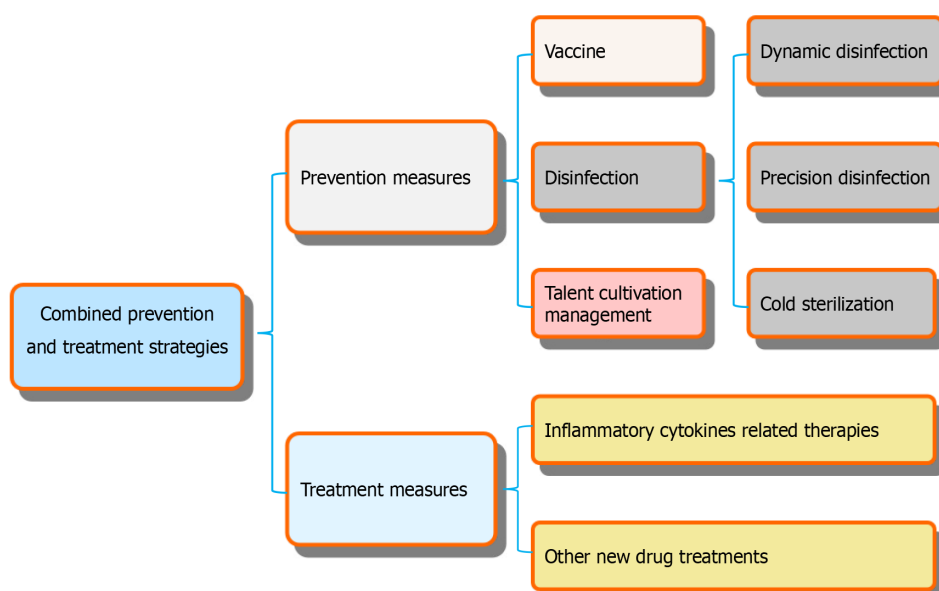 Combined prevention
and treatment strategies
Prevention measures
Vaccine
Disinfection
Dynamic disinfection
Precision disinfection
Cold sterilization
Talent cultivation
management
Treatment measures
Inflammatory cytokines related therapies
Other new drug treatments